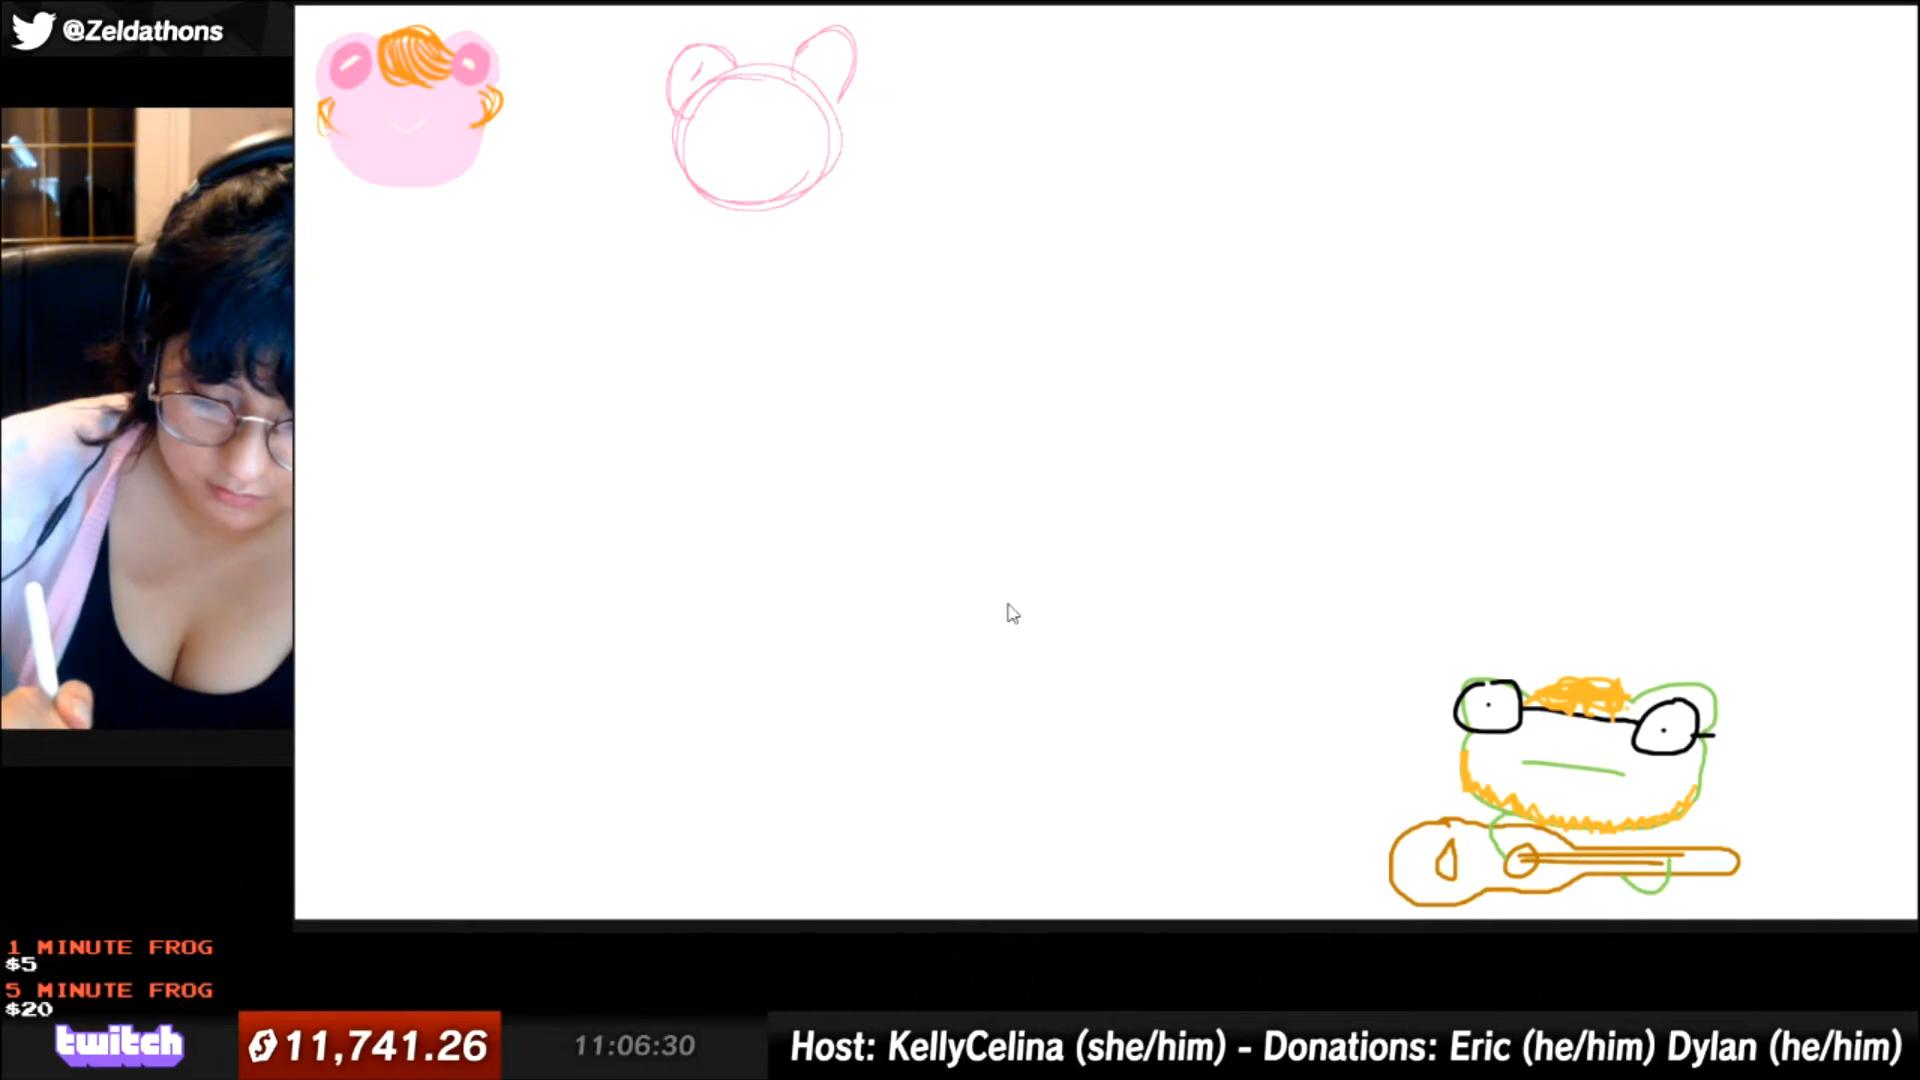 @Zeldathons
1 MINUTE FROG
$5
5 MINUTE FROG
$20
twitch
11,741.26
11:06:30
Host: KellyCelina (she/him) - Donations: Eric (he/him) Dylan (he/him)